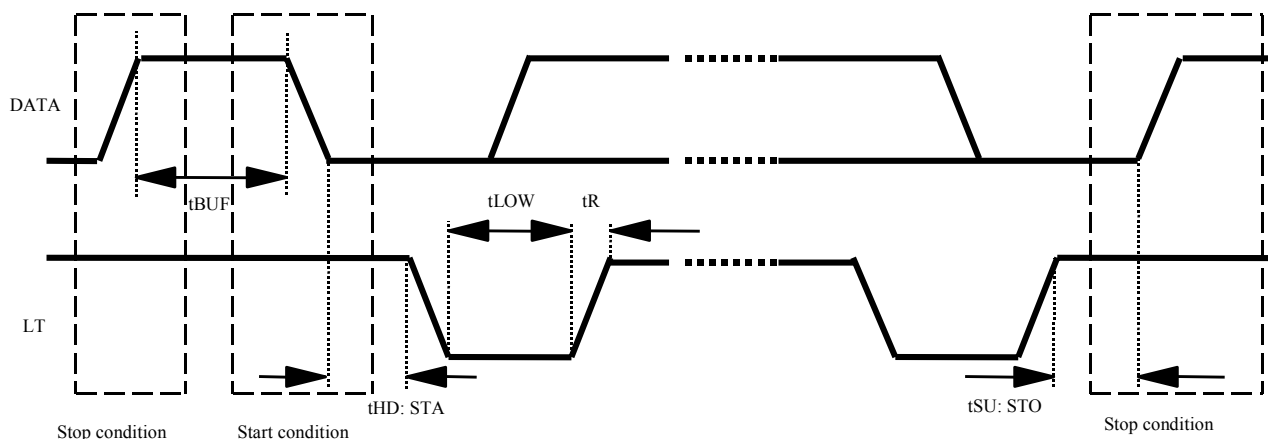 DATA
tBUF
tLOW
tR
LT
tHD: STA
tSU: STO
Stop condition
Start condition
Stop condition